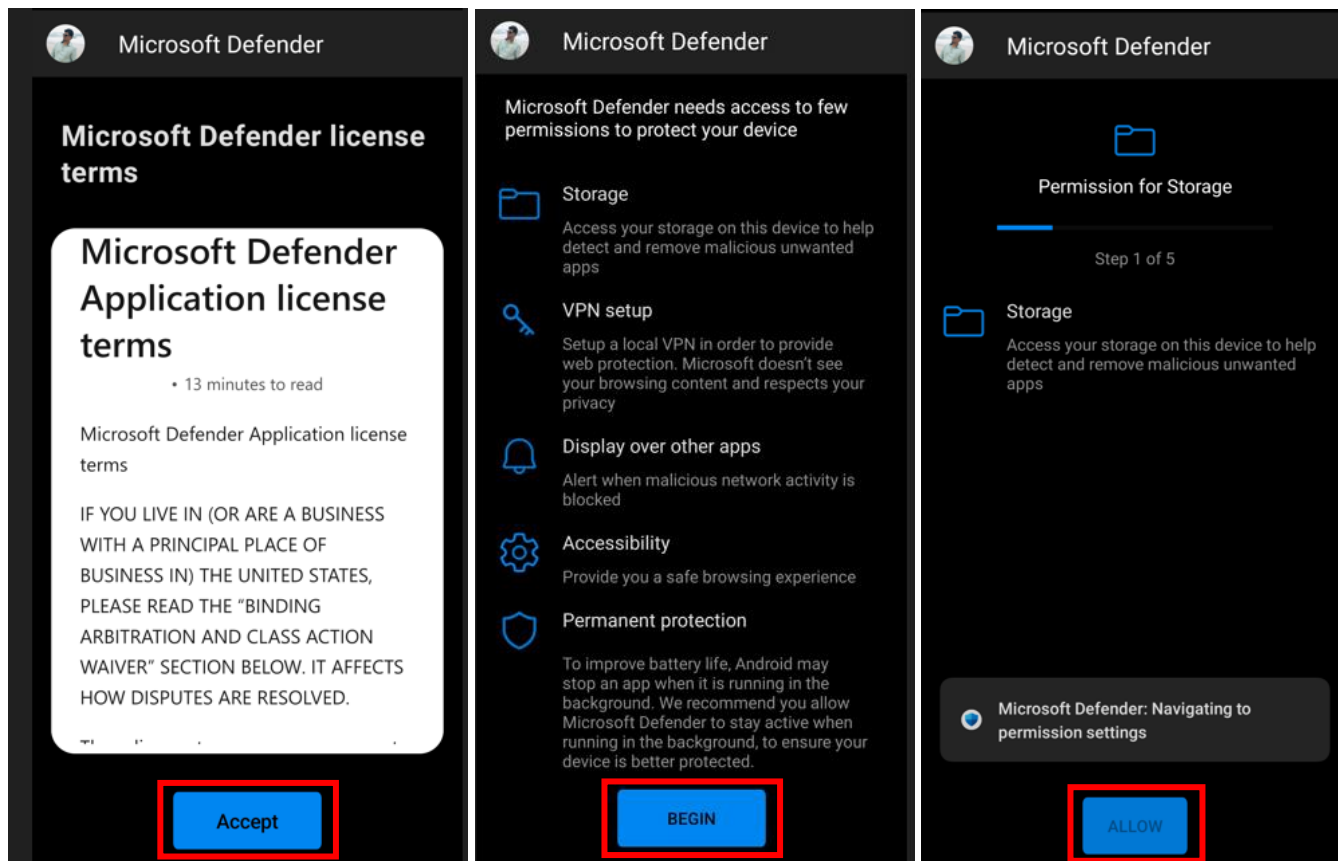 Microsoft Defender
Microsoft Defender license
terms
Microsoft Defender
Application license
terms
• 13 minutes to read
Microsoft Defender Application license
terms
IF YOU LIVE IN (OR ARE A BUSINESS
WITH A PRINCIPAL PLACE OF
BUSINESS IN) THE UNITED STATES,
PLEASE READ THE “BINDING
ARBITRATION AND CLASS ACTION
WAIVER” SECTION BELOW. IT AFFECTS
HOW DISPUTES ARE RESOLVED.
Accept
Microsoft Defender
Microsoft Defender needs access to few
permissions to protect your device
Storage
Access your storage on this device to help
detect and remove malicious unwanted
apps
VPN setup
Setup a local VPN in order to provide
web protection. Microsoft doesn't see
your browsing content and respects your
privacy
Display over other apps
Alert when malicious network activity is
blocked
Accessibility
Provide you a safe browsing experience
Permanent protection
To improve battery life, Android may
stop an app when it is running in the
background. We recommend you allow
Microsoft Defender to stay active when
running in the background, to ensure your
device is better protected.
BEGIN
Microsoft Defender
Permission for Storage
Step 1 of 5
Storage
Access your storage on this device to help
detect and remove malicious unwanted
apps
Microsoft Defender: Navigating to
permission settings
ALLOW